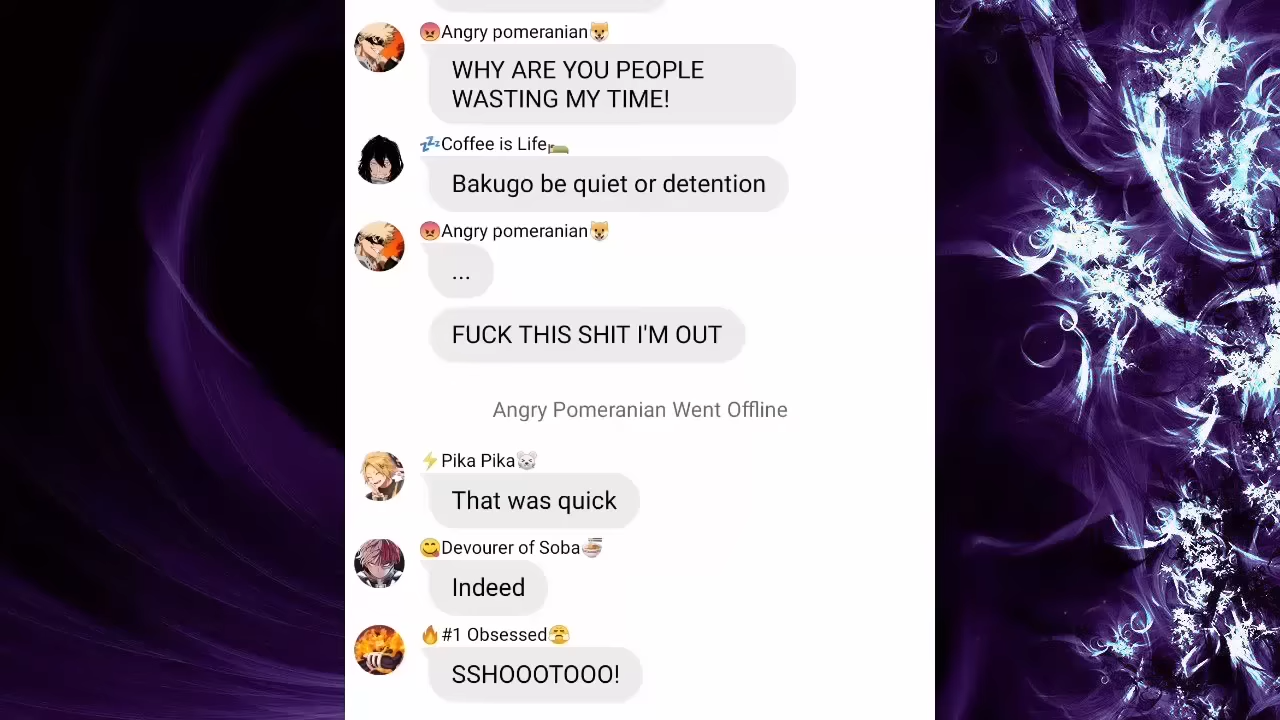 😡Angry pomeranian😺
WHY ARE YOU PEOPLE
WASTING MY TIME!
💤Coffee is Life🛏️
Bakugo be quiet or detention
😡Angry pomeranian😺
...
FUCK THIS SHIT I'M OUT
Angry Pomeranian Went Offline
⚡Pika Pika🐭
That was quick
😋Devourer of Soba🍜
Indeed
🔥#1 Obsessed😤
SSHOOOTOOO!